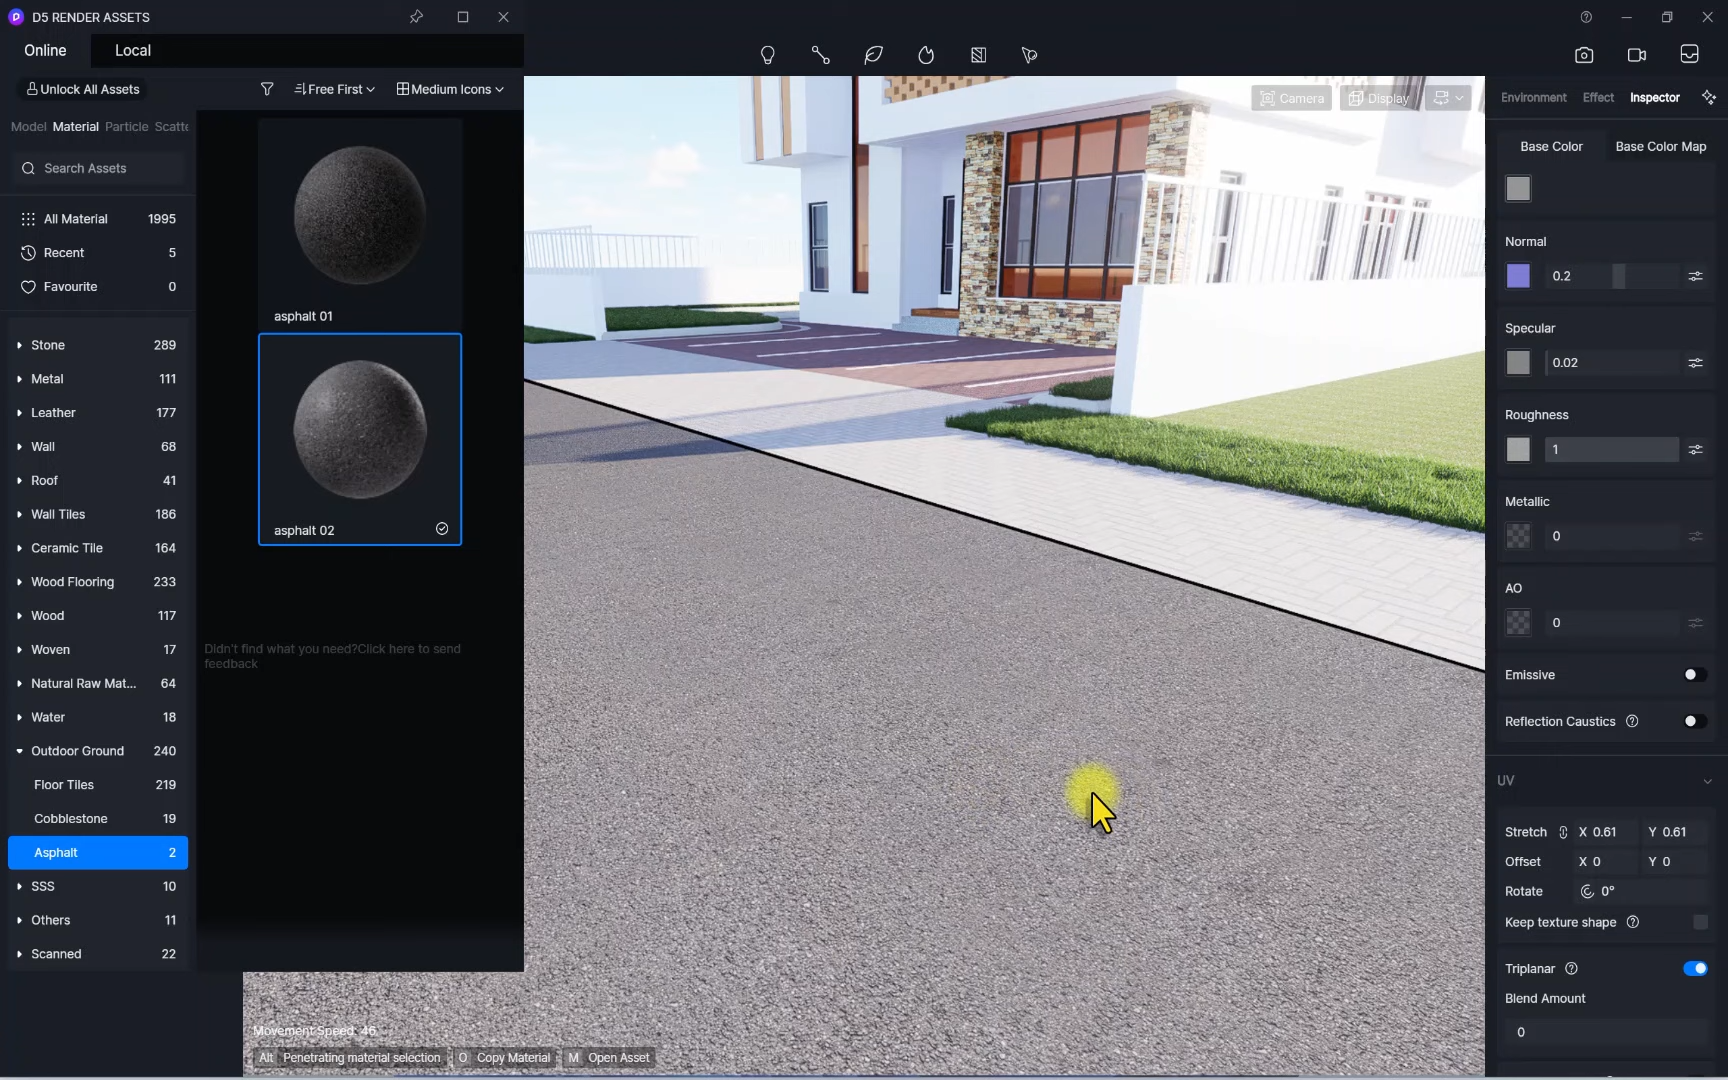 D5 RENDER ASSETS
Online
Local
Unlock All Assets
Free First
Medium Icons
Model Material Particle Scatte
Search Assets
All Material 1995
Recent 5
Favourite 0
Stone 289
Metal 111
Leather 177
Wall 68
Roof 41
Wall Tiles 186
Ceramic Tile 164
Wood Flooring 233
Wood 117
Woven 17
Natural Raw Mat... 64
Water 18
Outdoor Ground 240
Floor Tiles 219
Cobblestone 19
Asphalt 2
SSS 10
Others 11
Scanned 22
asphalt 01
asphalt 02
Didn't find what you need?Click here to send
feedback
Camera
Display
Movement Speed: 46
Alt Penetrating material selection O Copy Material M Open Asset
Environment Effect Inspector
Base Color Base Color Map
Normal
0.2
Specular
0.02
Roughness
1
Metallic
0
AO
0
Emissive
Reflection Caustics
UV
Stretch X 0.61 Y 0.61
Offset X 0 Y 0
Rotate 0°
Keep texture shape
Triplanar
Blend Amount
0